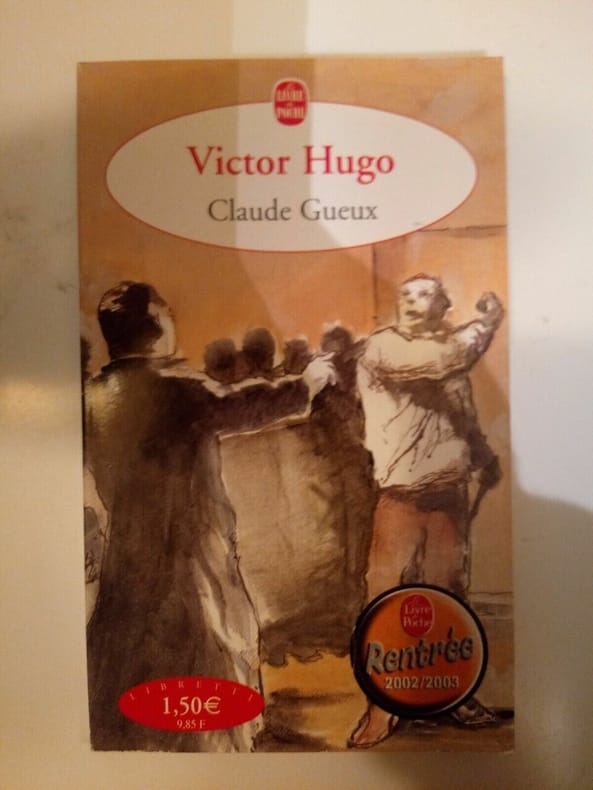 Le
LIVRE
de
POCHE
Victor Hugo
Claude Gueux
Le
Livre
de
Poche
Rentrée
2002/2003
LIBRETTI
1,50€
9,85 F